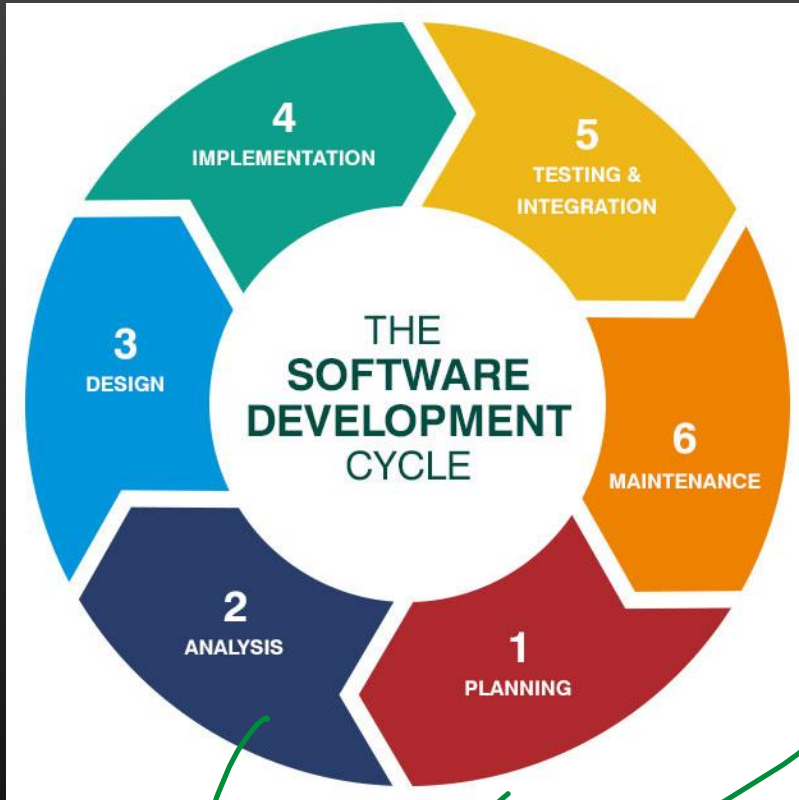 THE
SOFTWARE
DEVELOPMENT
CYCLE
1
PLANNING
2
ANALYSIS
3
DESIGN
4
IMPLEMENTATION
5
TESTING &
INTEGRATION
6
MAINTENANCE